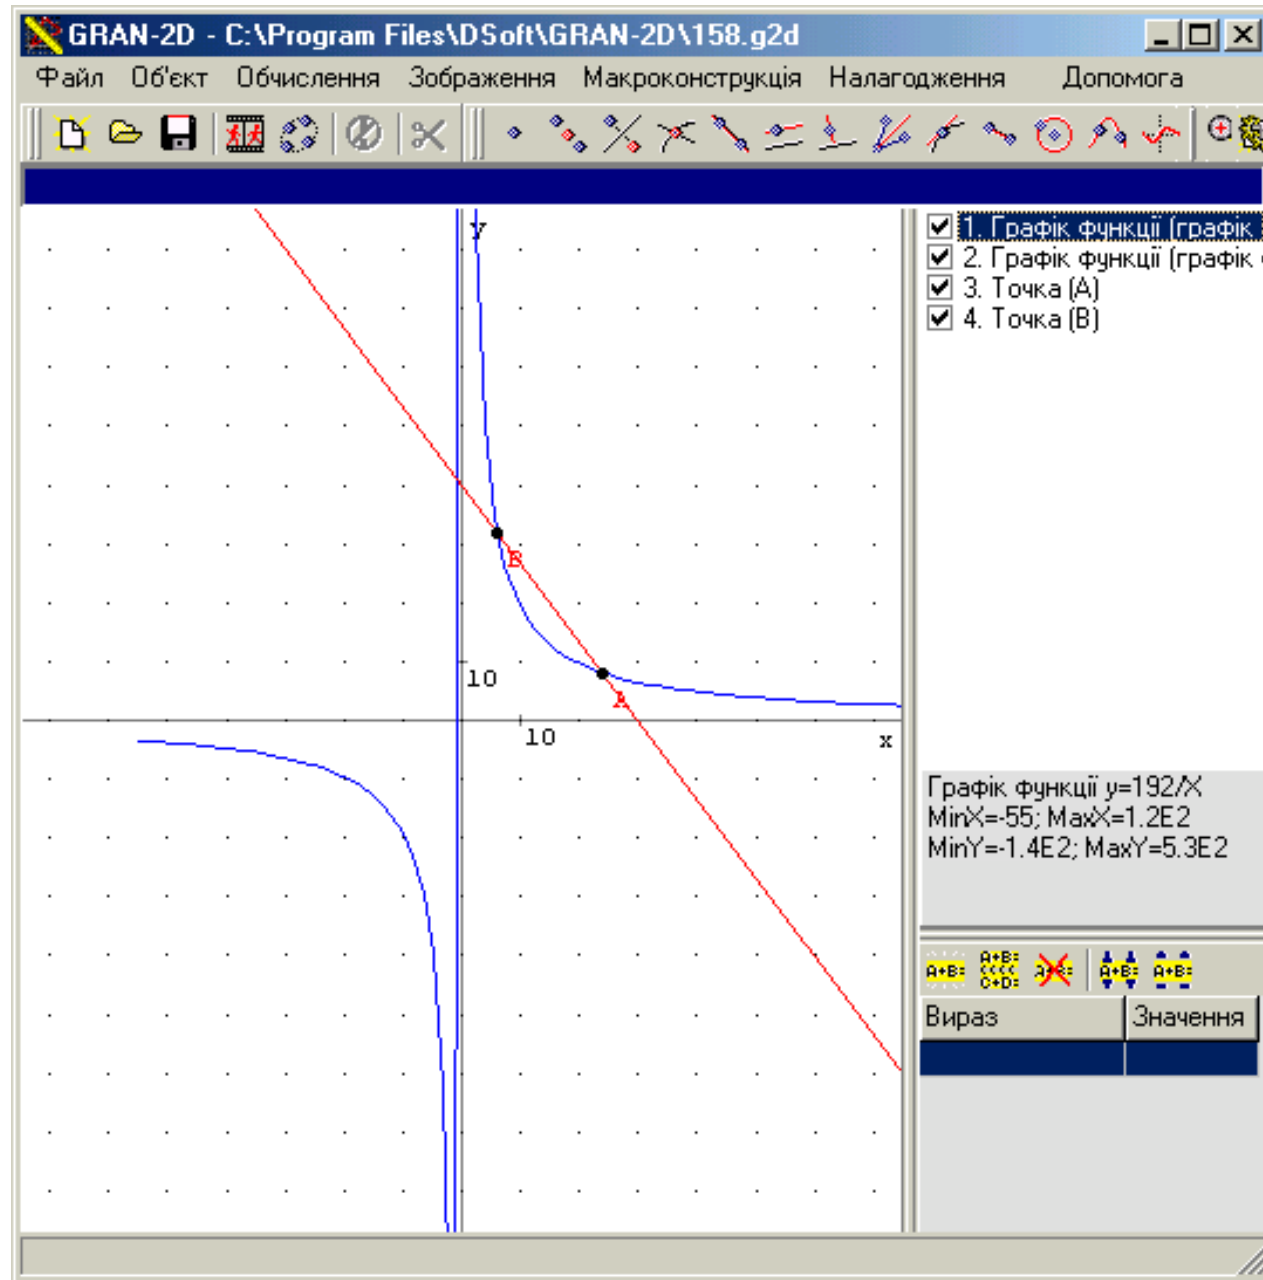 GRAN-2D - C:\Program Files\DSoft\GRAN-2D\158.g2d
Файл Об'єкт Обчислення Зображення Макроконструкція Налагодження Допомога
1. Графік функції (графік
2. Графік функції (графік
3. Точка (A)
4. Точка (B)
y
B
10
A
10
x
Графік функції y=192/X
MinX=-55; MaxX=1.2E2
MinY=-1.4E2; MaxY=5.3E2
A+B=
A+B=
C+D=
A+B=
A+B=
Вираз Значення